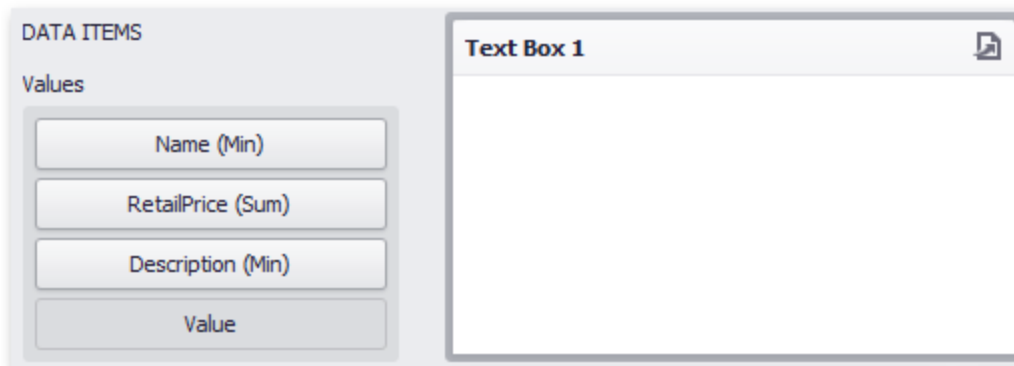 DATA ITEMS
Values
Name (Min)
RetailPrice (Sum)
Description (Min)
Value
Text Box 1